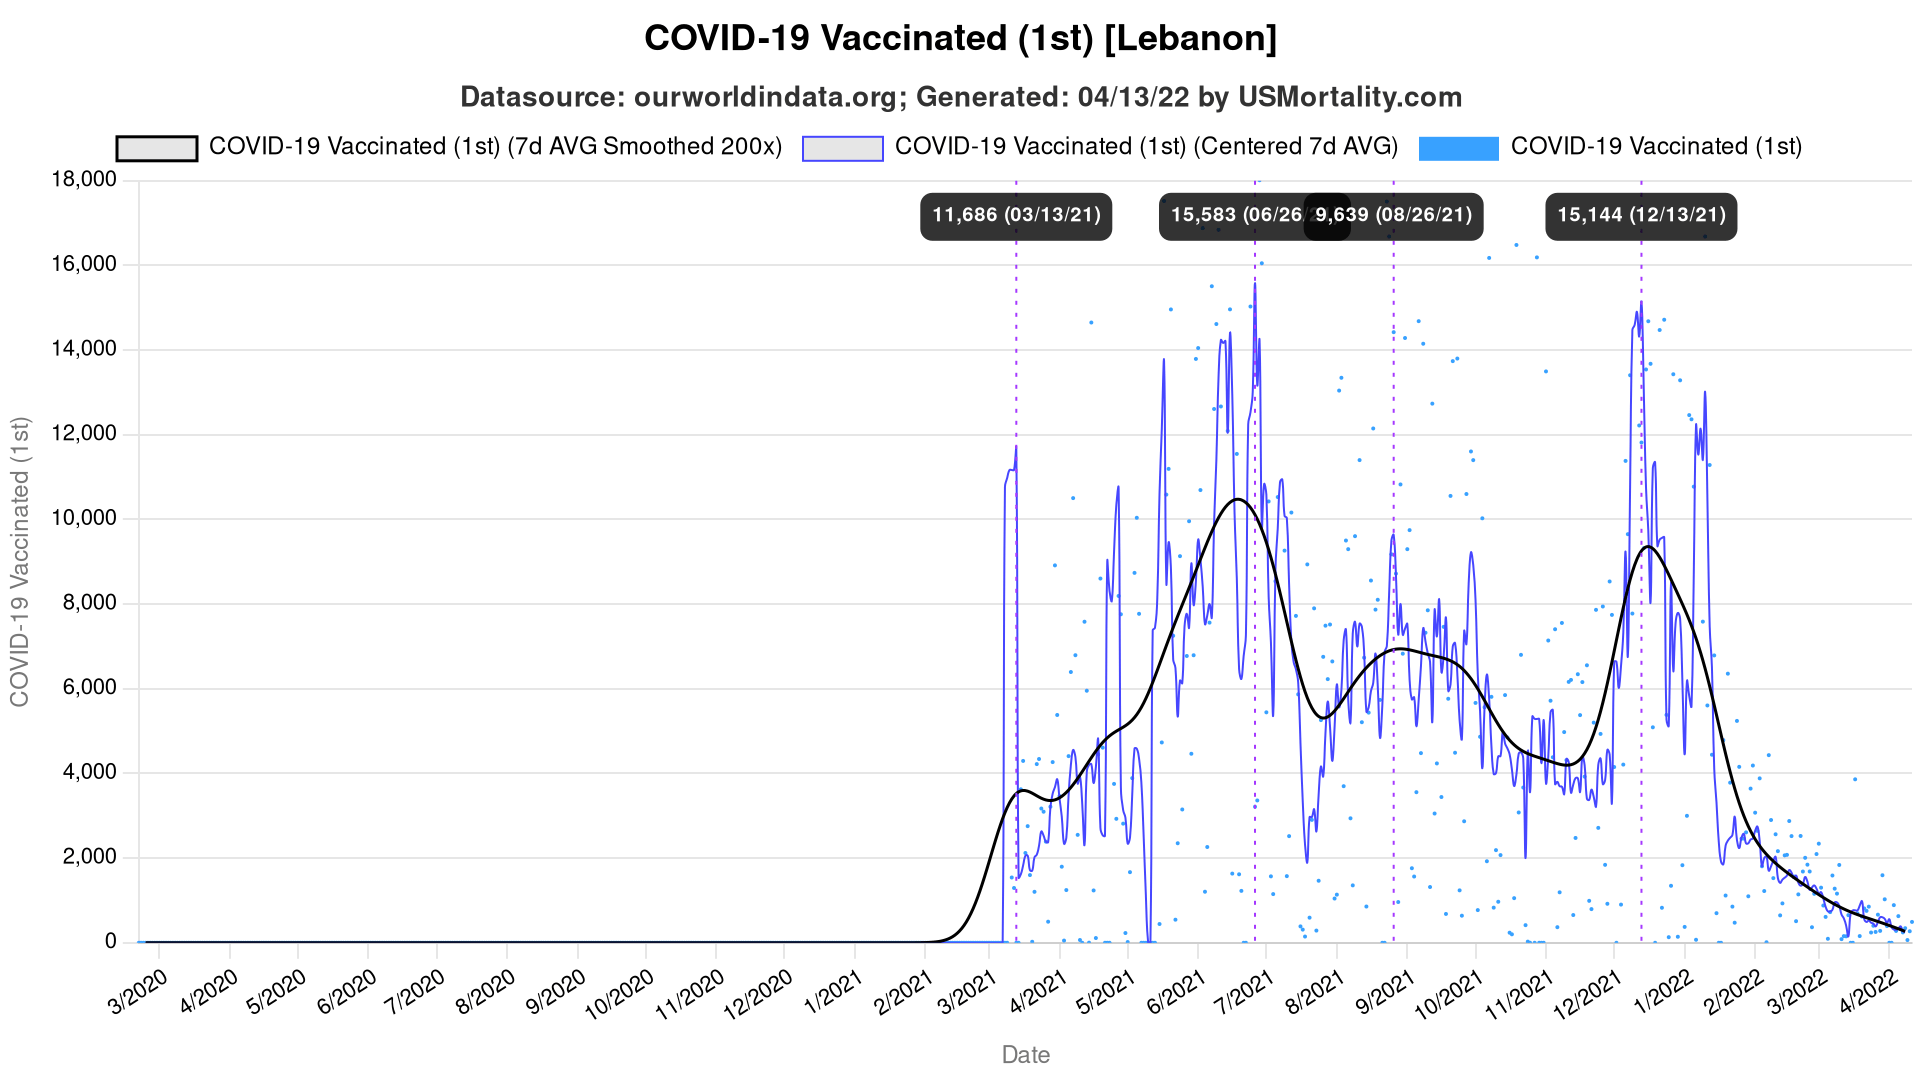 COVID-19 Vaccinated (1st) [Lebanon]
Datasource: ourworldindata.org; Generated: 04/13/22 by USMortality.com
COVID-19 Vaccinated (1st) (7d AVG Smoothed 200x) COVID-19 Vaccinated (1st) (Centered 7d AVG) COVID-19 Vaccinated (1st)
18,000
11,686 (03/13/21) 15,583 (06/26/ 9,639 (08/26/21) 15,144 (12/13/21)
16,000
14,000
12,000
10,000
8,000
6,000
4,000
2,000
0
COVID-19 Vaccinated (1st)
3/2020 4/2020 5/2020 6/2020 7/2020 8/2020 9/2020 10/2020 11/2020 12/2020 1/2021 2/2021 3/2021 4/2021 5/2021 6/2021 7/2021 8/2021 9/2021 10/2021 11/2021 12/2021 1/2022 2/2022 3/2022 4/2022
Date